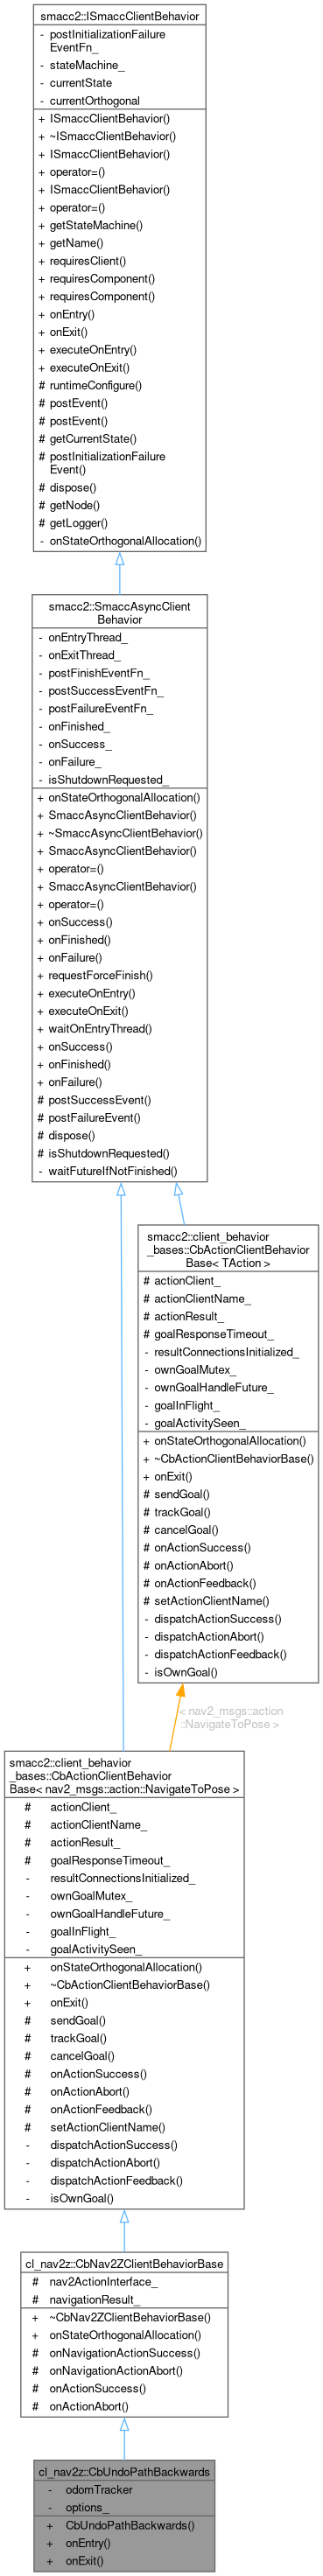 smacc2::ISmaccClientBehavior
- postInitializationFailure
EventFn_
- stateMachine_
- currentState
- currentOrthogonal
+ ISmaccClientBehavior()
+ ~ISmaccClientBehavior()
+ ISmaccClientBehavior()
+ operator=()
+ ISmaccClientBehavior()
+ operator=()
+ getStateMachine()
+ getName()
+ requiresClient()
+ requiresComponent()
+ requiresComponent()
+ onEntry()
+ onExit()
+ executeOnEntry()
+ executeOnExit()
# runtimeConfigure()
# postEvent()
# postEvent()
# getCurrentState()
# postInitializationFailure
Event()
# dispose()
# getNode()
# getLogger()
- onStateOrthogonalAllocation()
smacc2::SmaccAsyncClient
Behavior
- onEntryThread_
- onExitThread_
- postFinishEventFn_
- postSuccessEventFn_
- postFailureEventFn_
- onFinished_
- onSuccess_
- onFailure_
- isShutdownRequested_
+ onStateOrthogonalAllocation()
+ SmaccAsyncClientBehavior()
+ ~SmaccAsyncClientBehavior()
+ SmaccAsyncClientBehavior()
+ operator=()
+ SmaccAsyncClientBehavior()
+ operator=()
+ onSuccess()
+ onFinished()
+ onFailure()
+ requestForceFinish()
+ executeOnEntry()
+ executeOnExit()
+ waitOnEntryThread()
+ onSuccess()
+ onFinished()
+ onFailure()
# postSuccessEvent()
# postFailureEvent()
# dispose()
# isShutdownRequested()
- waitFutureIfNotFinished()
smacc2::client_behavior
_bases::CbActionClientBehavior
Base< TAction >
# actionClient_
# actionClientName_
# actionResult_
# goalResponseTimeout_
- resultConnectionsInitialized_
- ownGoalMutex_
- ownGoalHandleFuture_
- goalInFlight_
- goalActivitySeen_
+ onStateOrthogonalAllocation()
+ ~CbActionClientBehaviorBase()
+ onExit()
# sendGoal()
# trackGoal()
# cancelGoal()
# onActionSuccess()
# onActionAbort()
# onActionFeedback()
# setActionClientName()
- dispatchActionSuccess()
- dispatchActionAbort()
- dispatchActionFeedback()
- isOwnGoal()
< nav2_msgs::action
::NavigateToPose >
smacc2::client_behavior
_bases::CbActionClientBehavior
Base< nav2_msgs::action::NavigateToPose >
# actionClient_
# actionClientName_
# actionResult_
# goalResponseTimeout_
- resultConnectionsInitialized_
- ownGoalMutex_
- ownGoalHandleFuture_
- goalInFlight_
- goalActivitySeen_
+ onStateOrthogonalAllocation()
+ ~CbActionClientBehaviorBase()
+ onExit()
# sendGoal()
# trackGoal()
# cancelGoal()
# onActionSuccess()
# onActionAbort()
# onActionFeedback()
# setActionClientName()
- dispatchActionSuccess()
- dispatchActionAbort()
- dispatchActionFeedback()
- isOwnGoal()
cl_nav2z::CbNav2ZClientBehaviorBase
# nav2ActionInterface_
# navigationResult_
+ ~CbNav2ZClientBehaviorBase()
+ onStateOrthogonalAllocation()
# onNavigationActionSuccess()
# onNavigationActionAbort()
# onActionSuccess()
# onActionAbort()
cl_nav2z::CbUndoPathBackwards
- odomTracker
- options_
+ CbUndoPathBackwards()
+ onEntry()
+ onExit()